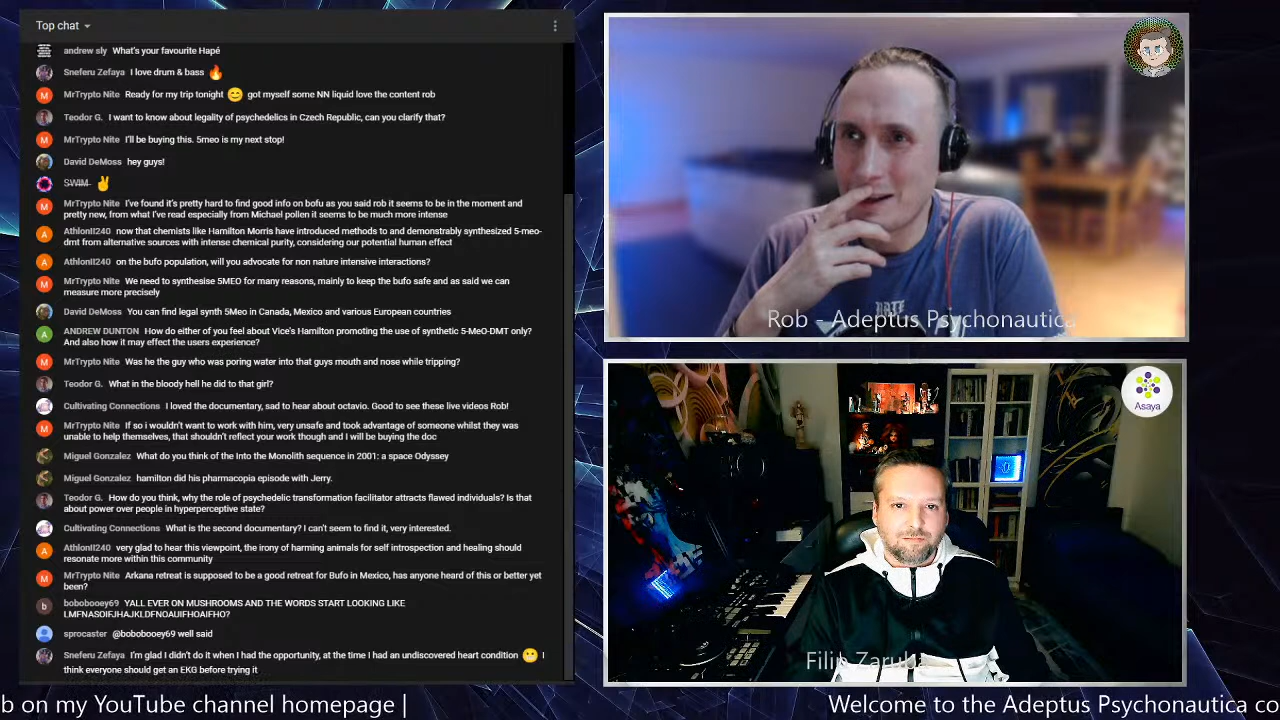 Top chat
andrew sly What's your favourite Hapé
Sneferu Zefaya I love drum & bass 🔥
MrTrypto Nite Ready for my trip tonight 😊 got myself some NN liquid love the content rob
Teodor G. I want to know about legality of psychedelics in Czech Republic, can you clarify that?
MrTrypto Nite I'll be buying this. 5meo is my next stop!
David DeMoss hey guys!
SWIM ✌
MrTrypto Nite I've found it's pretty hard to find good info on bofu as you said rob it seems to be in the moment and
pretty new, from what I've read especially from Michael pollen it seems to be much more intense
AthlonII240 now that chemists like Hamilton Morris have introduced methods to and demonstrably synthesized 5-meo-
dmt from alternative sources with intense chemical purity, considering our potential human effect
AthlonII240 on the bufo population, will you advocate for non nature intensive interactions?
MrTrypto Nite We need to synthesise 5MEO for many reasons, mainly to keep the bufo safe and as said we can
measure more precisely
David DeMoss You can find legal synth 5Meo in Canada, Mexico and various European countries
ANDREW DUNTON How do either of you feel about Vice's Hamilton promoting the use of synthetic 5-MeO-DMT only?
And also how it may effect the users experience?
MrTrypto Nite Was he the guy who was poring water into that guys mouth and nose while tripping?
Teodor G. What in the bloody hell he did to that girl?
Cultivating Connections I loved the documentary, sad to hear about octavio. Good to see these live videos Rob!
MrTrypto Nite If so i wouldn't want to work with him, very unsafe and took advantage of someone whilst they was
unable to help themselves, that shouldn't reflect your work though and I will be buying the doc
Miguel Gonzalez What do you think of the Into the Monolith sequence in 2001: a space Odyssey
Miguel Gonzalez hamilton did his pharmacopia episode with Jerry.
Teodor G. How do you think, why the role of psychedelic transformation facilitator attracts flawed individuals? Is that
about power over people in hyperperceptive state?
Cultivating Connections What is the second documentary? I can't seem to find it, very interested.
AthlonII240 very glad to hear this viewpoint, the irony of harming animals for self introspection and healing should
resonate more within this community
MrTrypto Nite Arkana retreat is supposed to be a good retreat for Bufo in Mexico, has anyone heard of this or better yet
been?
bobobooey69 YALL EVER ON MUSHROOMS AND THE WORDS START LOOKING LIKE
LMFNASOIFJHAJKLDFNOAUIFHOAIFHO?
sprocaster @bobobooey69 well said
Sneferu Zefaya I'm glad I didn't do it when I had the opportunity, at the time I had an undiscovered heart condition 😬 I
think everyone should get an EKG before trying it
Rob - Adeptus Psychonautica
Asaya
Filip Zaruba
b on my YouTube channel homepage | Welcome to the Adeptus Psychonautica co